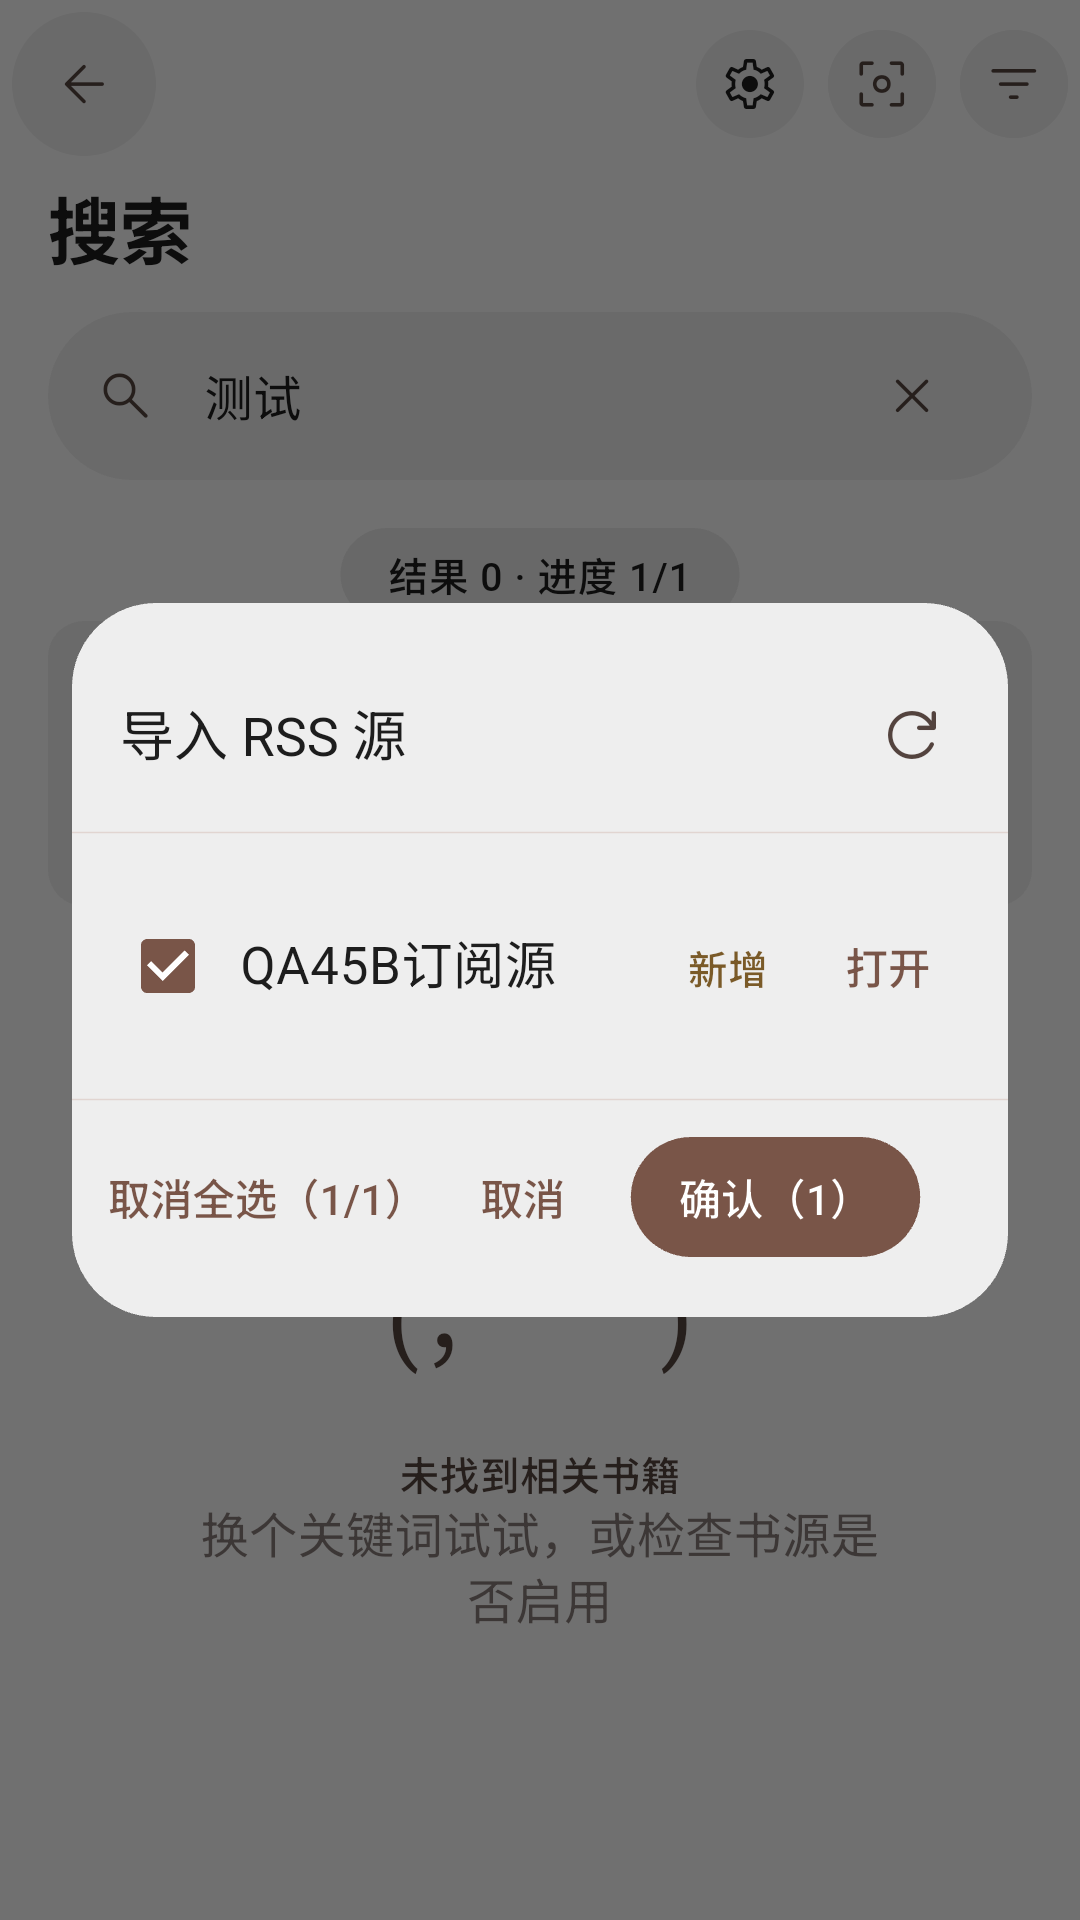 搜索
测试
结果 0 · 进度 1/1
导入 RSS 源
QA45B订阅源 新增 打开
取消全选（1/1） 取消 确认（1）
(， )
未找到相关书籍
换个关键词试试，或检查书源是
否启用